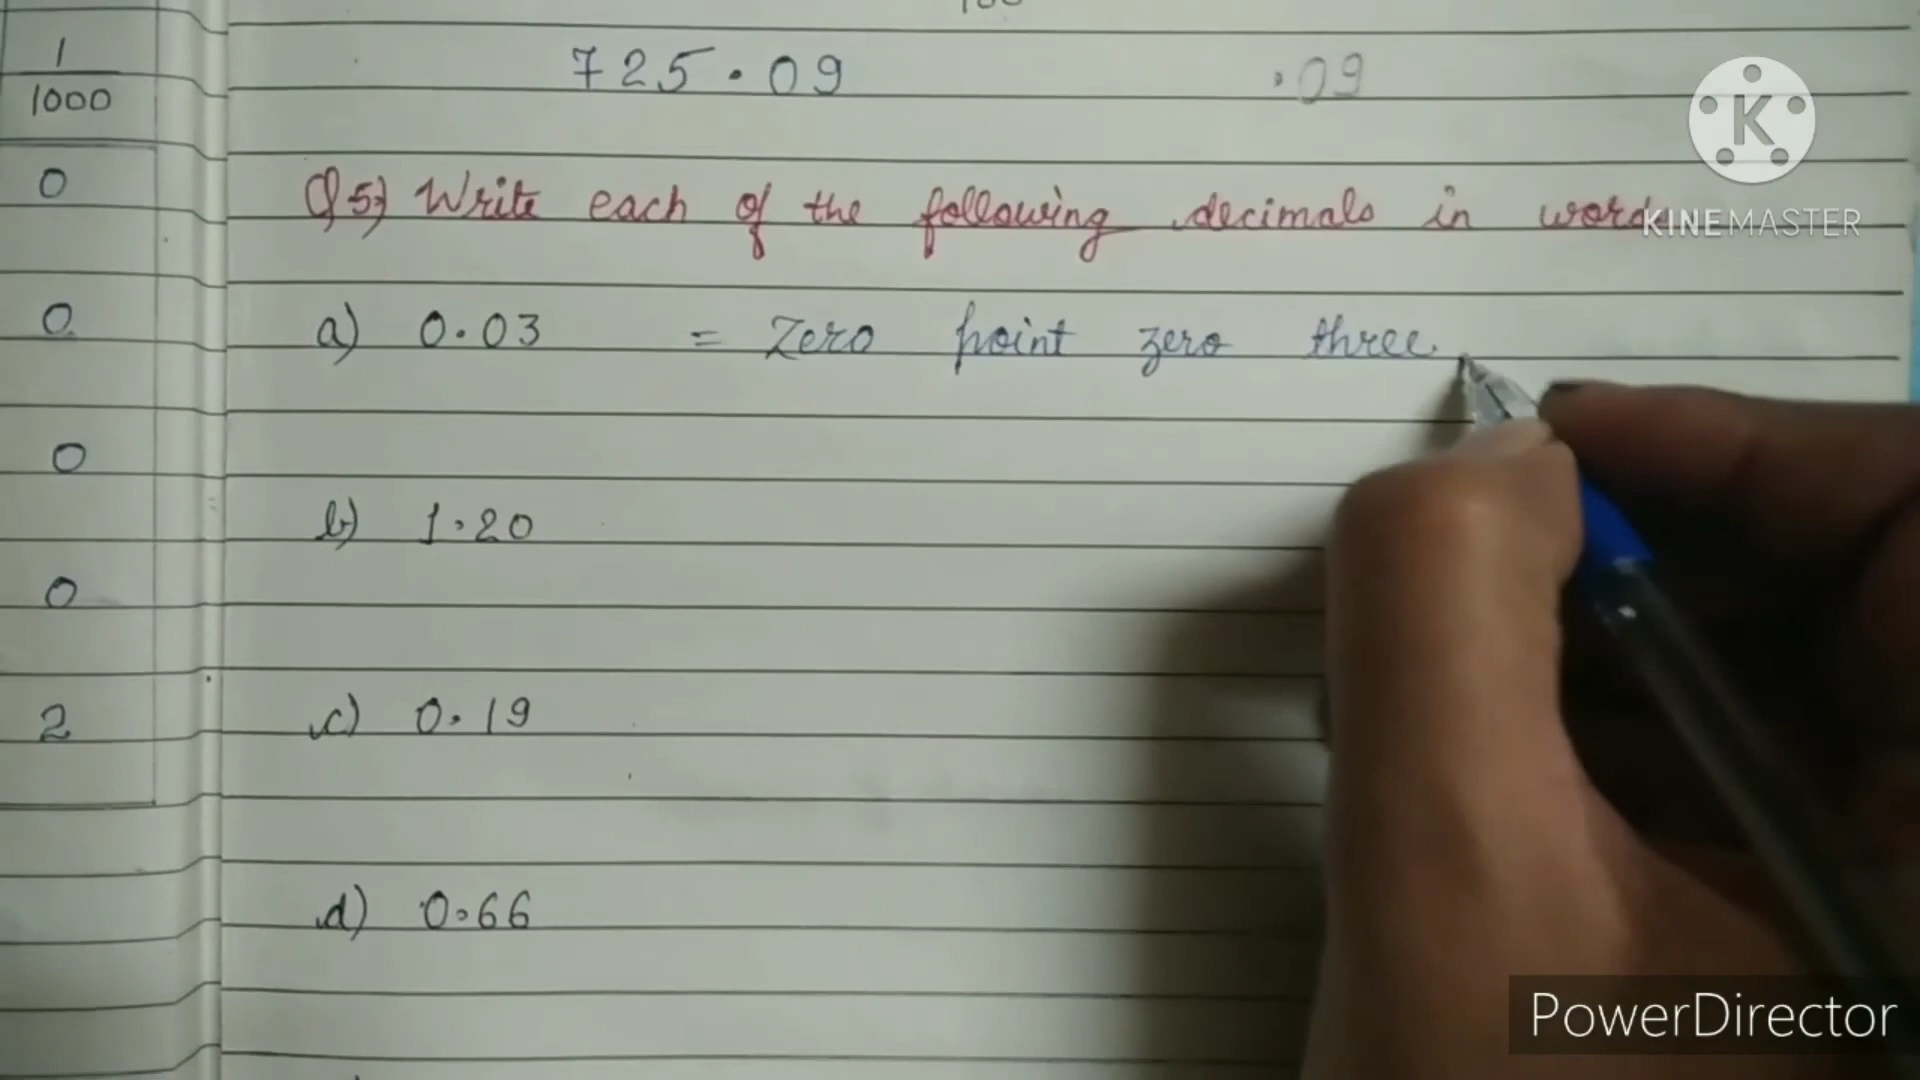 1
1000
725.09 .09
K
KINEMASTER
0
Q5) Write each of the following decimals in words
0
a) 0.03 = Zero point zero three.
0
b) 1.20
0
2
c) 0.19
d) 0.66
PowerDirector